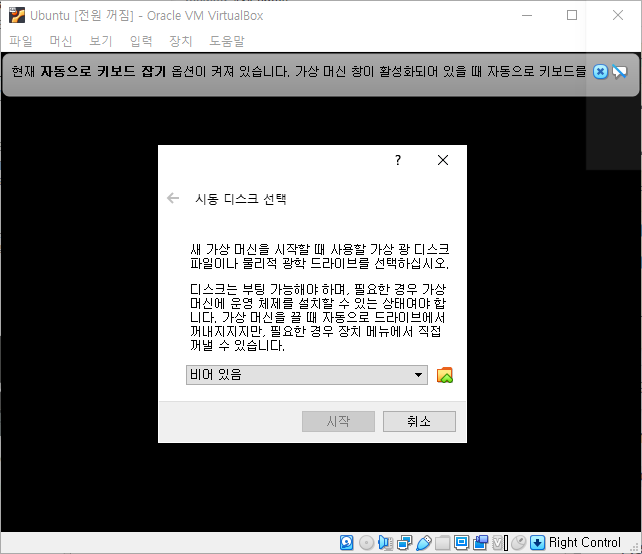 Ubuntu [전원 꺼짐] - Oracle VM VirtualBox
파일 머신 보기 입력 장치 도움말
현재 자동으로 키보드 잡기 옵션이 켜져 있습니다. 가상 머신 창이 활성화되어 있을 때 자동으로 키보드를
?
시동 디스크 선택
새 가상 머신을 시작할 때 사용할 가상 광 디스크
파일이나 물리적 광학 드라이브를 선택하십시오.
디스크는 부팅 가능해야 하며, 필요한 경우 가상
머신에 운영 체제를 설치할 수 있는 상태여야 합
니다. 가상 머신을 끌 때 자동으로 드라이브에서
꺼내지지지만, 필요한 경우 장치 메뉴에서 직접
꺼낼 수 있습니다.
비어 있음
시작 취소
Right Control